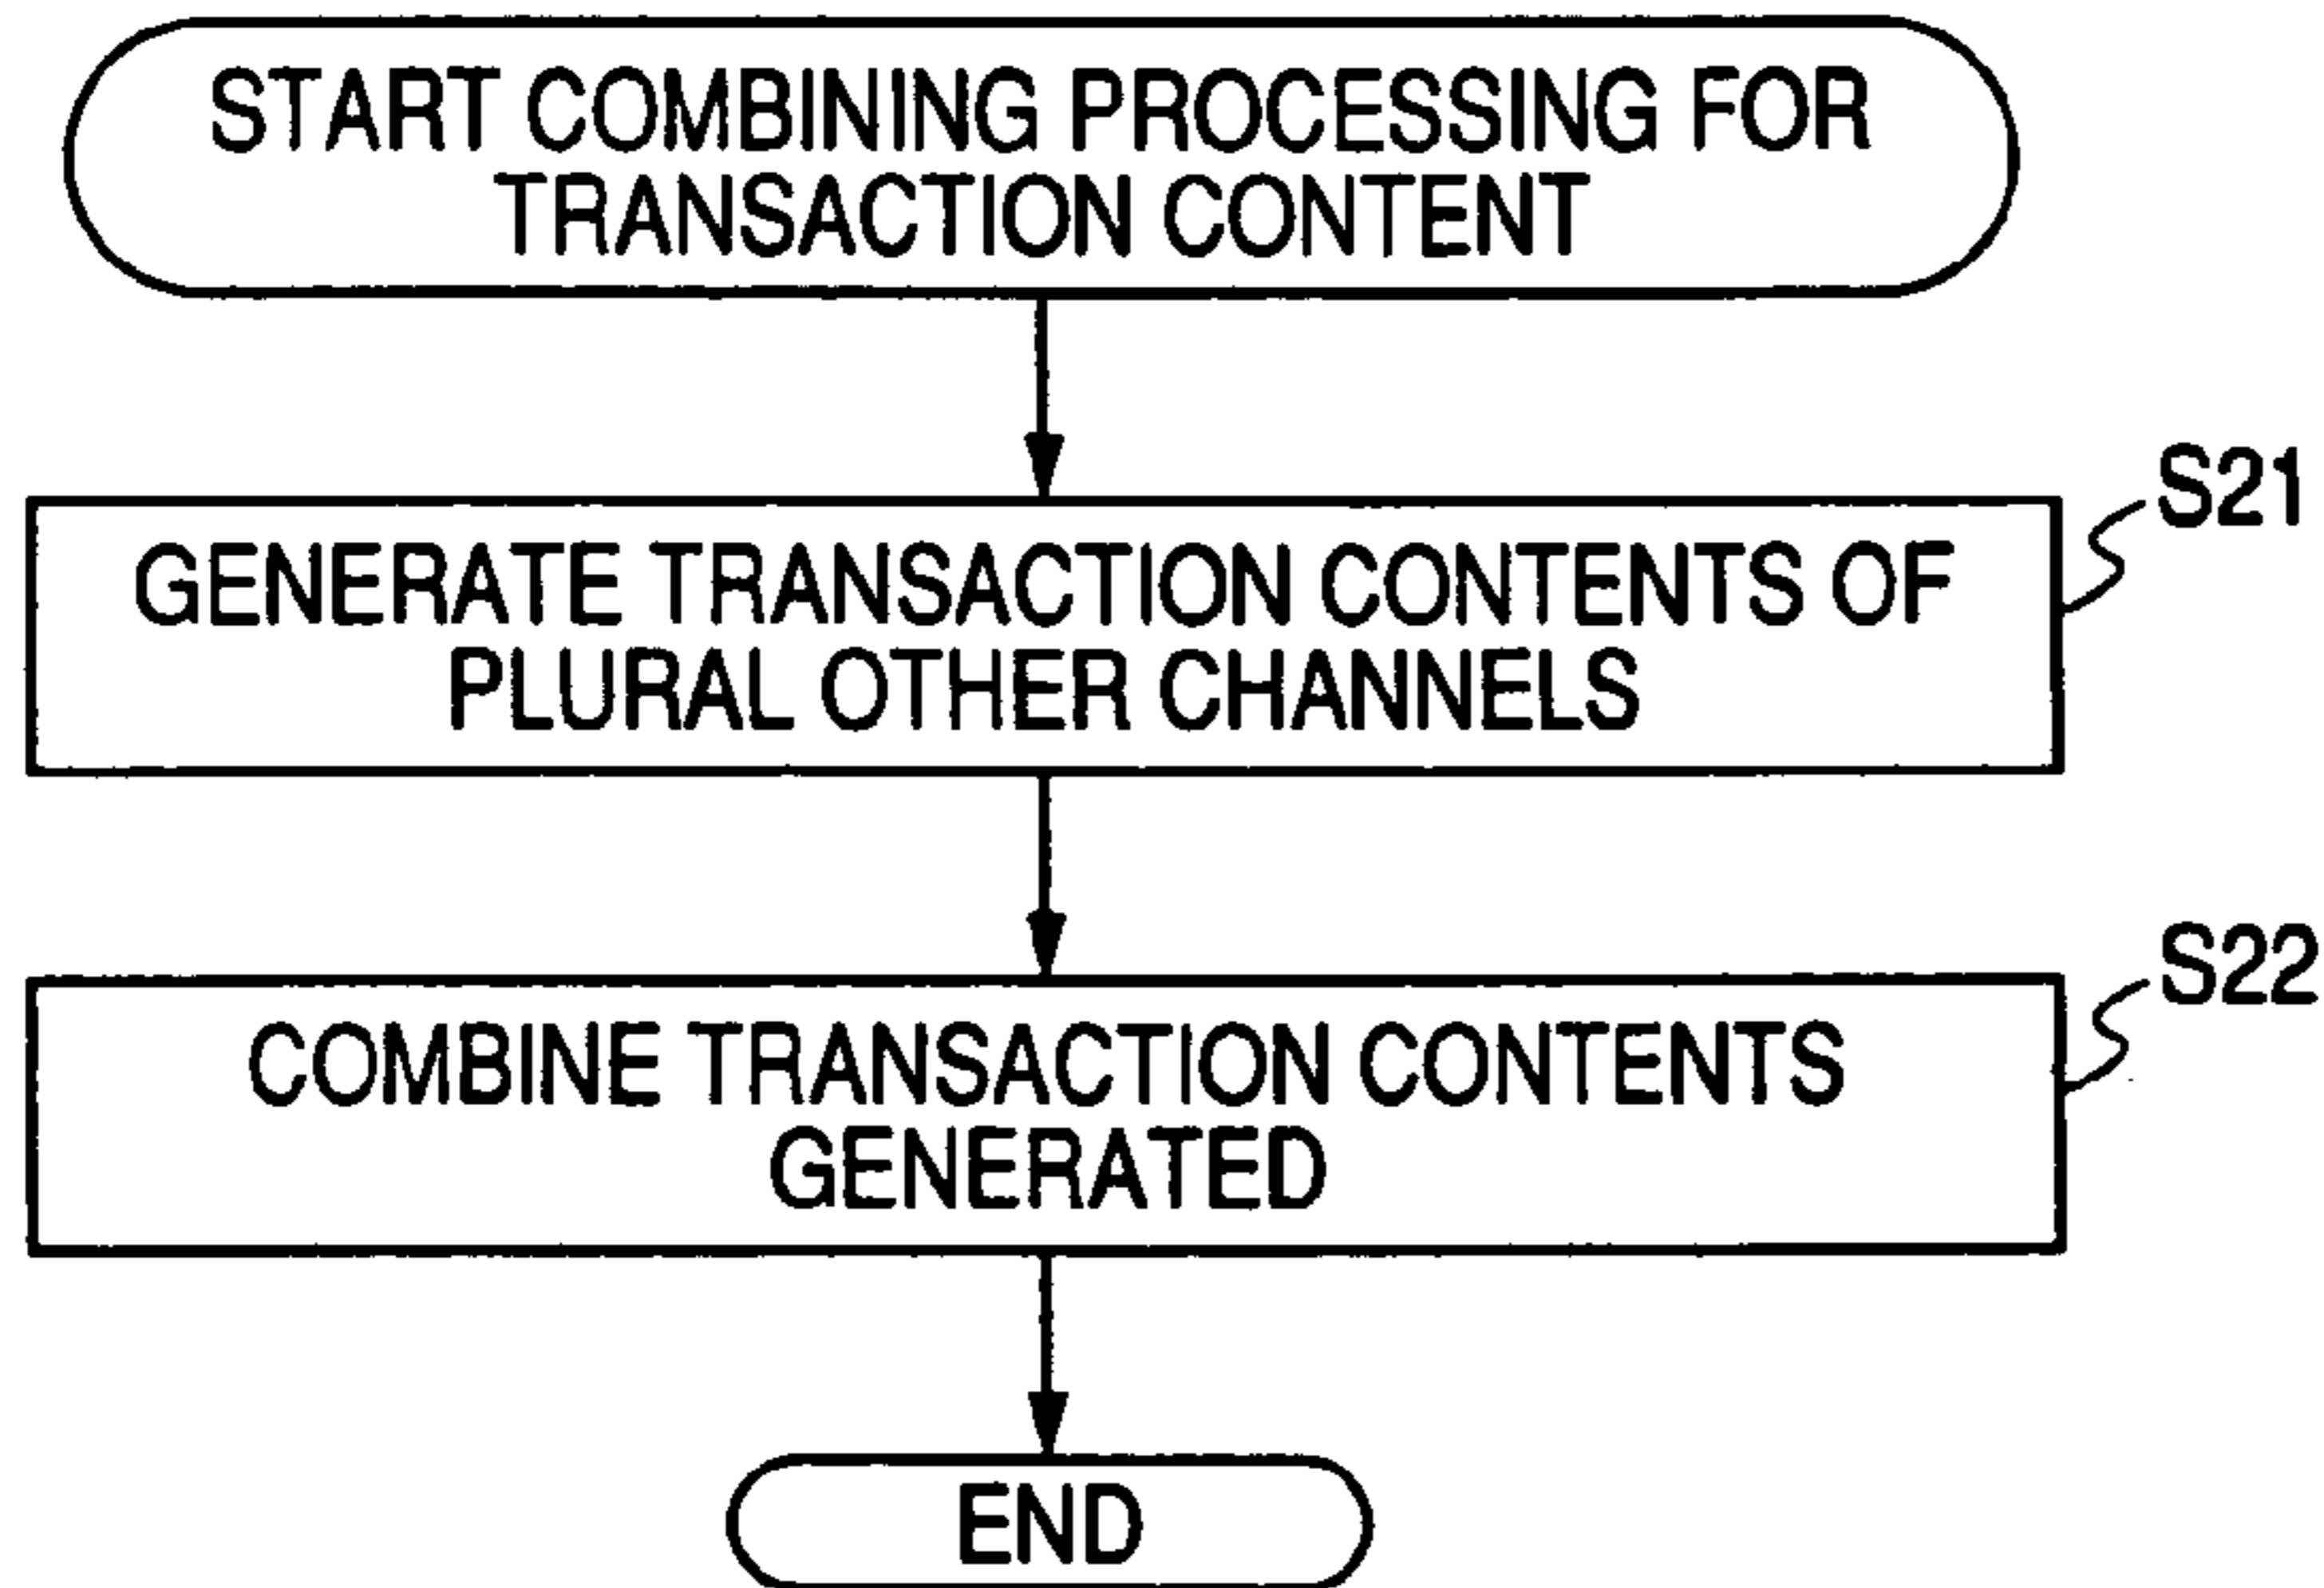 START COMBINING PROCESSING FOR
TRANSACTION CONTENT
S21
GENERATE TRANSACTION CONTENTS OF
PLURAL OTHER CHANNELS
S22
COMBINE TRANSACTION CONTENTS
GENERATED
END